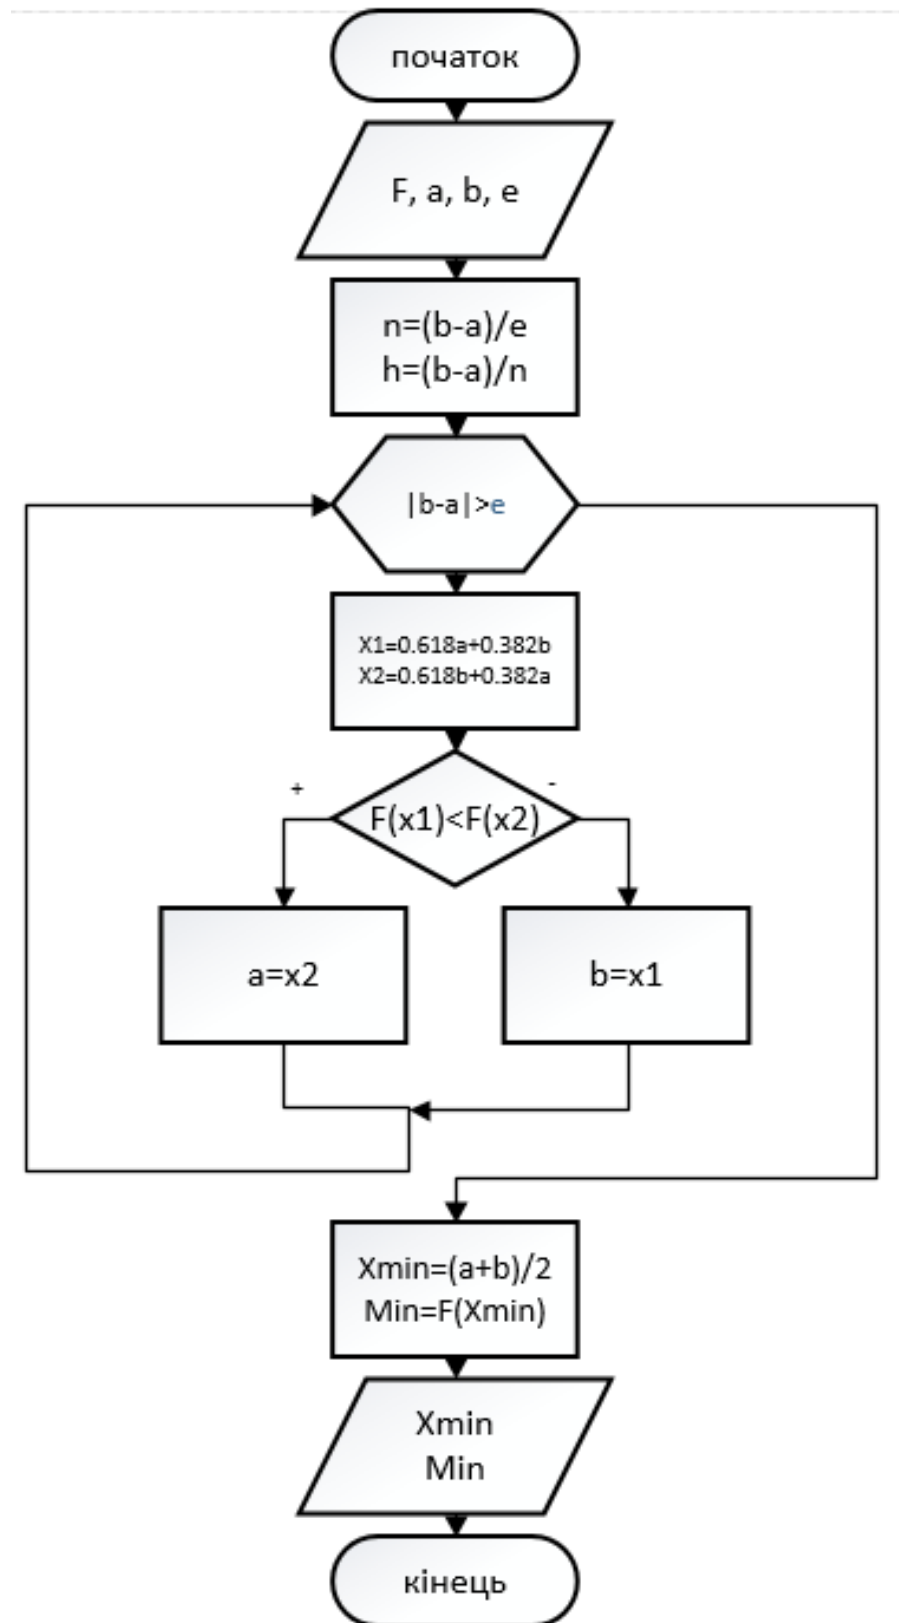 початок
F, a, b, e
n=(b-a)/e
h=(b-a)/n
|b-a|>e
X1=0.618a+0.382b
X2=0.618b+0.382a
+
-
F(x1)<F(x2)
a=x2
b=x1
Xmin=(a+b)/2
Min=F(Xmin)
Xmin
Min
кінець